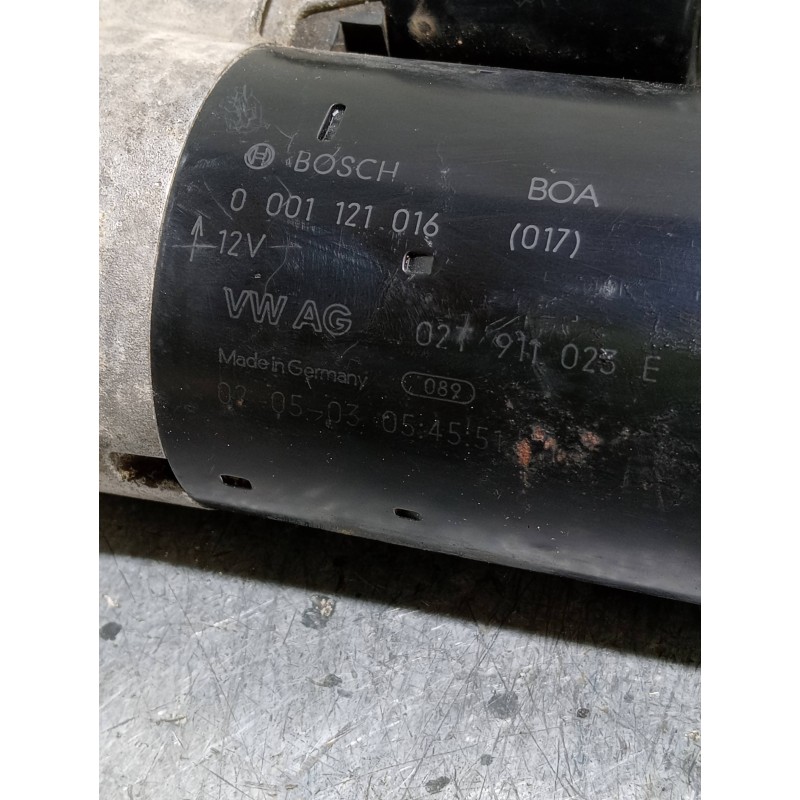 BOSCH BOA
0 001 121 016 (017)
12V
VW AG 027 911 023 E
Made in Germany 089
02 05-03 05:45:51